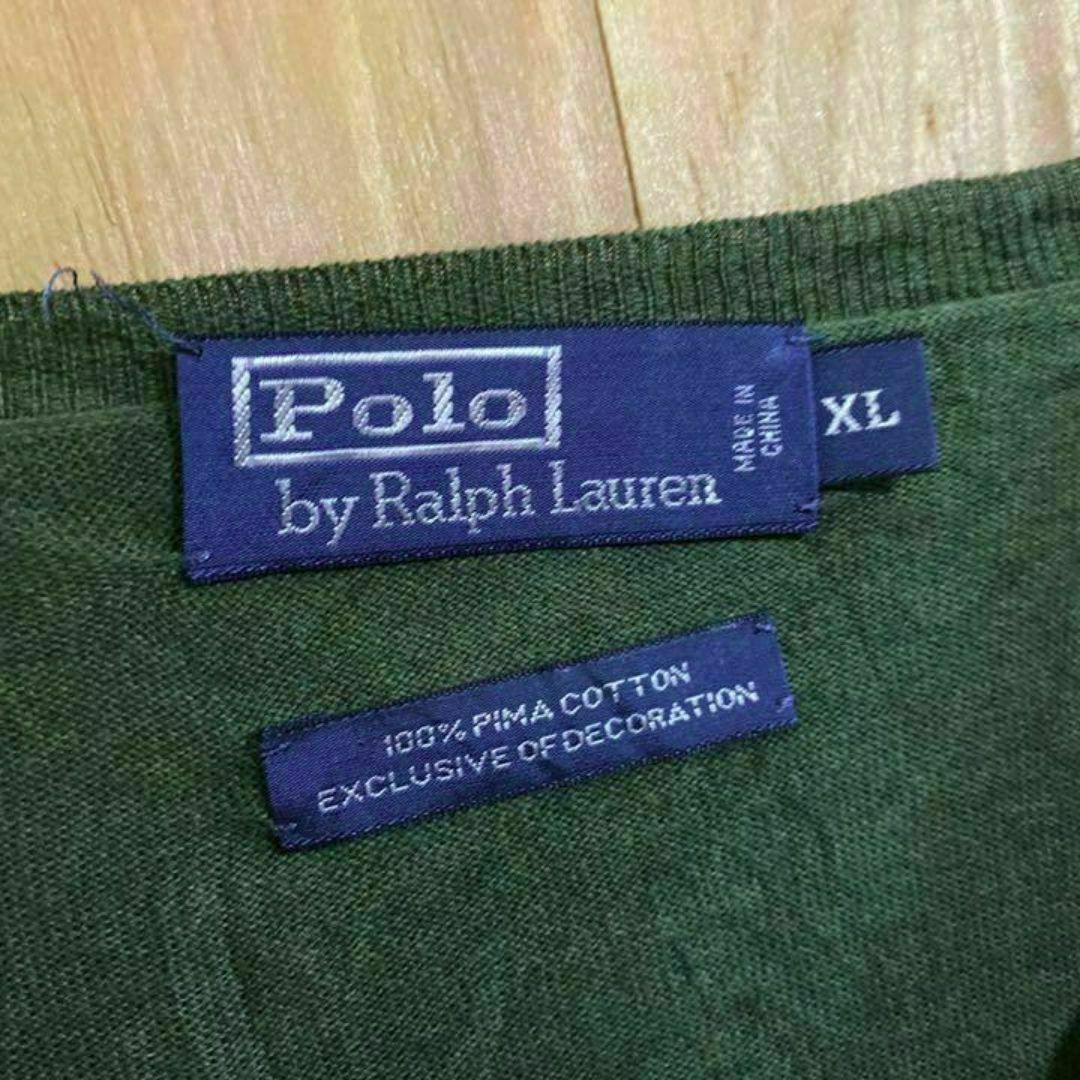 Polo
by Ralph Lauren
MADE IN
CHINA
XL
100% PIMA COTTON
EXCLUSIVE OF DECORATION